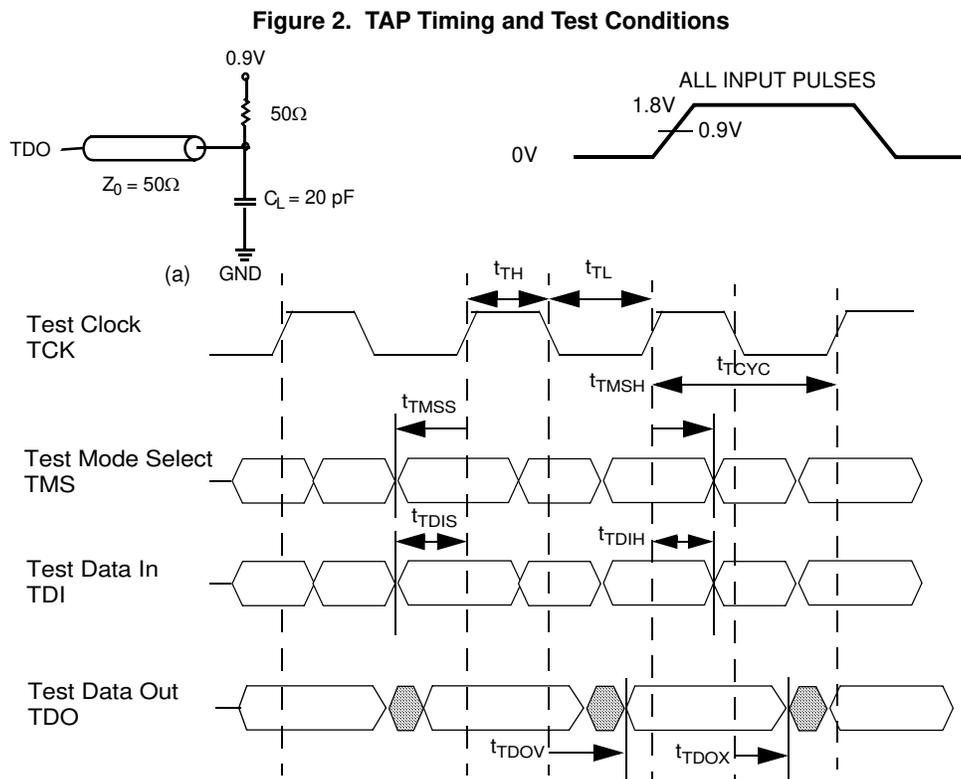 Figure 2. TAP Timing and Test Conditions
0.9V
50Ω
TDO
Z0 = 50Ω
CL = 20 pF
(a)
GND
ALL INPUT PULSES
1.8V
0.9V
0V
tTH
tTL
Test Clock
TCK
tTCYC
tTMSH
tTMSS
Test Mode Select
TMS
tTDIS
tTDIH
Test Data In
TDI
Test Data Out
TDO
tTDOV
tTDOX